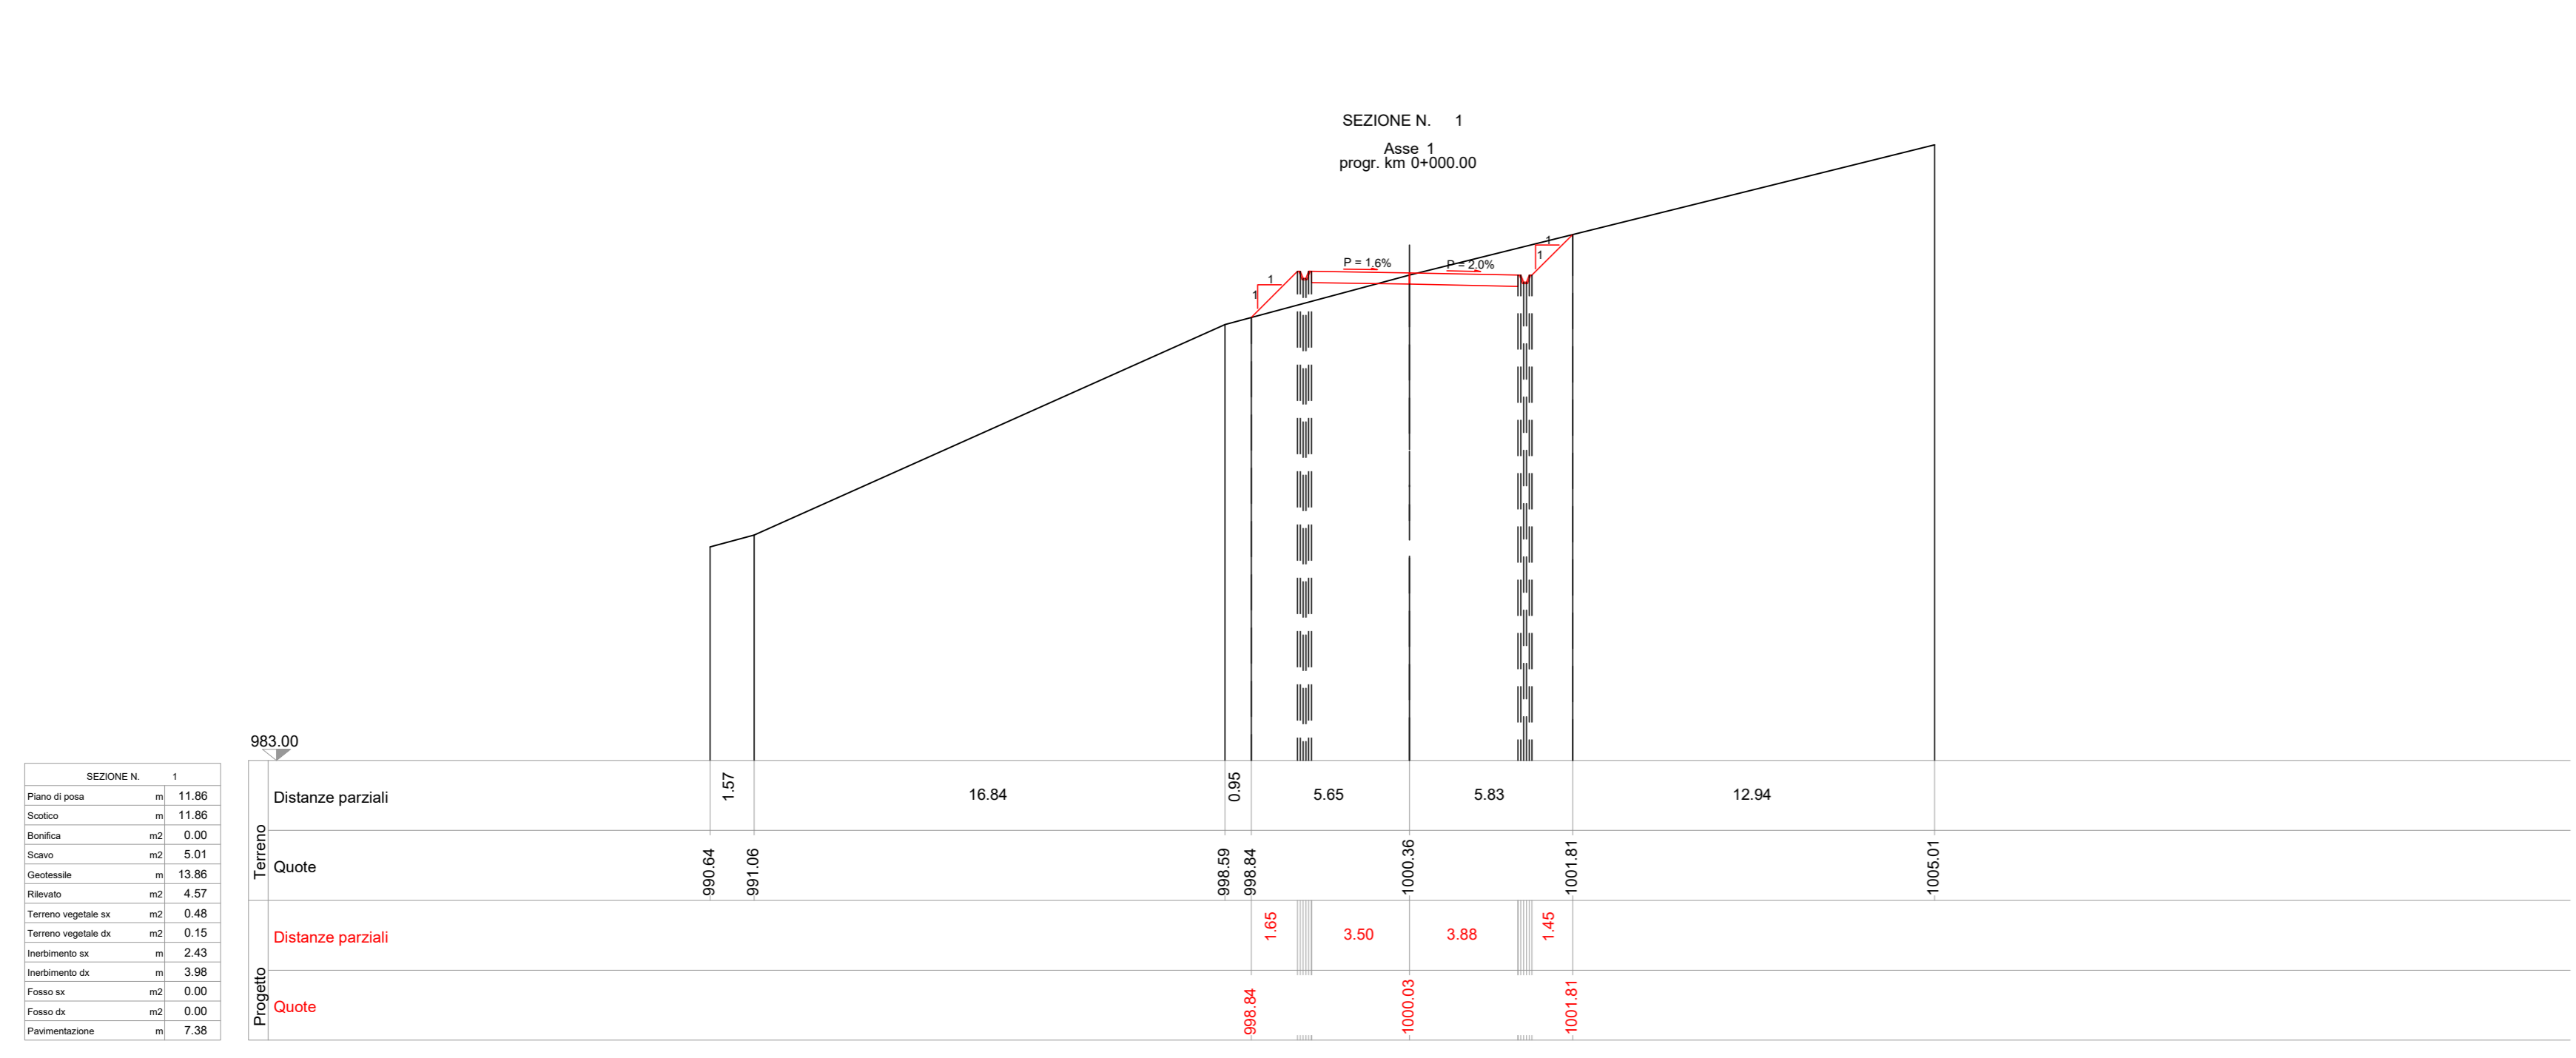 SEZIONE N. 1
Asse 1
progr. km 0+000.00
1
1
P = 1.6%
P = 2.0%
1
1
983.00
SEZIONE N. 1
Piano di posa m 11.86
Scotico m 11.86
Bonifica m2 0.00
Scavo m2 5.01
Geotessile m 13.86
Rilevato m2 4.57
Terreno vegetale sx m2 0.48
Terreno vegetale dx m2 0.15
Inerbimento sx m 2.43
Inerbimento dx m 3.98
Fosso sx m2 0.00
Fosso dx m2 0.00
Pavimentazione m 7.38
Terreno
Distanze parziali 1.57 16.84 0.95 5.65 5.83 12.94
Quote 990.64 991.06 998.59 998.84 1000.36 1001.81 1005.01
Progetto
Distanze parziali 1.65 3.50 3.88 1.45
Quote 998.84 1000.03 1001.81